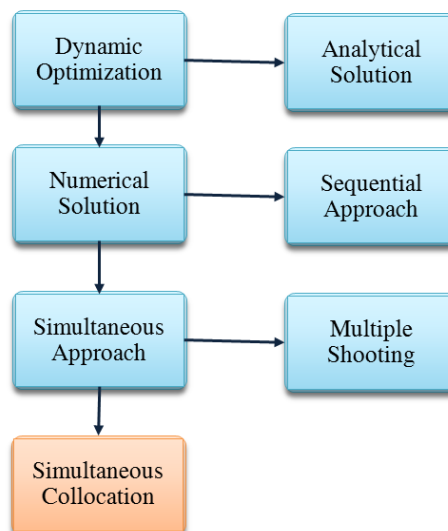 Dynamic
Optimization
Analytical
Solution
Numerical
Solution
Sequential
Approach
Simultaneous
Approach
Multiple
Shooting
Simultaneous
Collocation